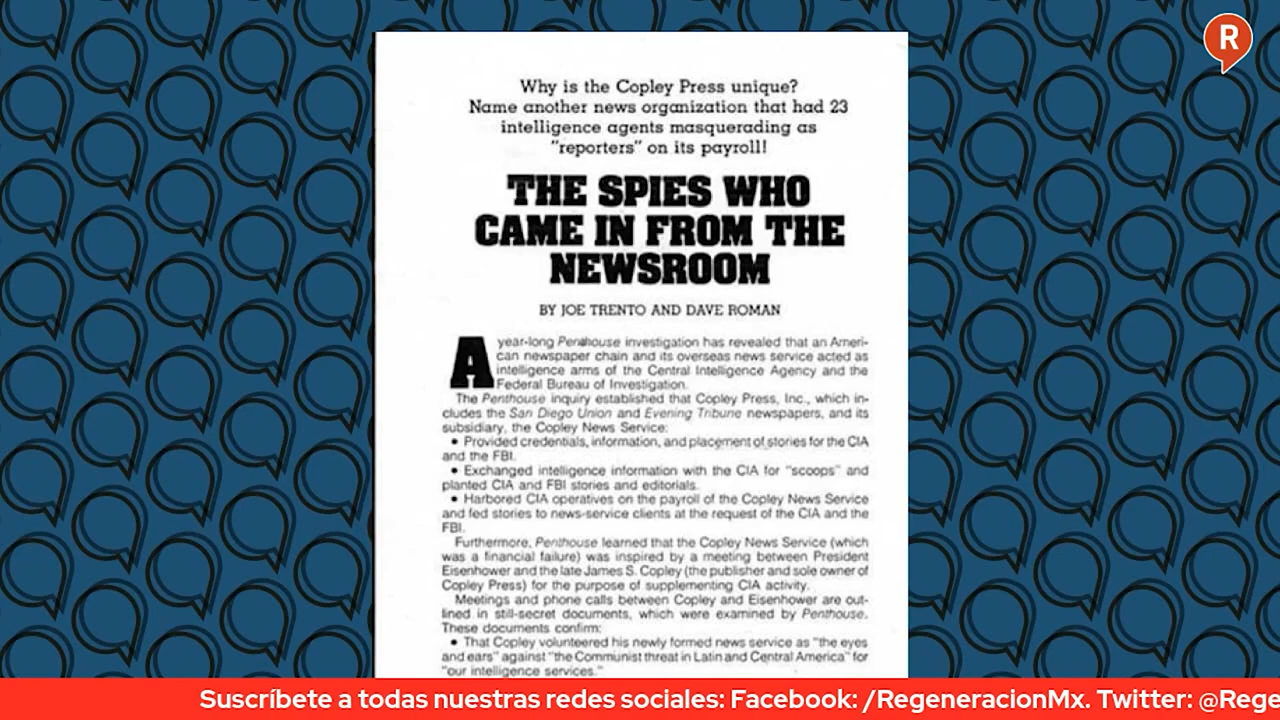 R
Why is the Copley Press unique?
Name another news organization that had 23
intelligence agents masquerading as
"reporters" on its payroll!
THE SPIES WHO
CAME IN FROM THE
NEWSROOM
BY JOE TRENTO AND DAVE ROMAN
A year-long Penthouse investigation has revealed that an Ameri-
can newspaper chain and its overseas news service acted as
intelligence arms of the Central Intelligence Agency and the
Federal Bureau of Investigation.
The Penthouse inquiry established that Copley Press, Inc., which in-
cludes the San Diego Union and Evening Tribune newspapers, and its
subsidiary, the Copley News Service:
• Provided credentials, information, and placement of stories for the CIA
and the FBI.
• Exchanged intelligence information with the CIA for "scoops" and
planted CIA and FBI stories and editorials.
• Harbored CIA operatives on the payroll of the Copley News Service
and fed stories to news-service clients at the request of the CIA and the
FBI.
Furthermore, Penthouse learned that the Copley News Service (which
was a financial failure) was inspired by a meeting between President
Eisenhower and the late James S. Copley (the publisher and sole owner of
Copley Press) for the purpose of supplementing CIA activity.
Meetings and phone calls between Copley and Eisenhower are out-
lined in still-secret documents, which were examined by Penthouse.
These documents confirm:
• That Copley volunteered his newly formed news service as "the eyes
and ears" against "the Communist threat in Latin and Central America" for
"our intelligence services."
Suscríbete a todas nuestras redes sociales: Facebook: /RegeneracionMx. Twitter: @Rege